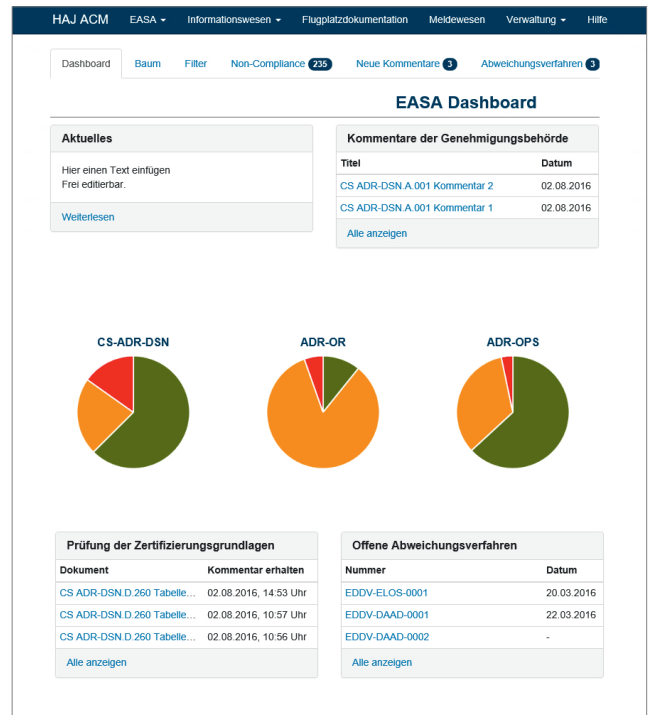 HAJ ACM EASA Informationswesen Flugplatzdokumentation Meldewesen Verwaltung Hilfe
Dashboard Baum Filter Non-Compliance 235 Neue Kommentare 3 Abweichungsverfahren 3
EASA Dashboard
Aktuelles
Hier einen Text einfügen
Frei editierbar.
Weiterlesen
Kommentare der Genehmigungsbehörde
Titel Datum
CS ADR-DSN.A.001 Kommentar 2 02.08.2016
CS ADR-DSN.A.001 Kommentar 1 02.08.2016
Alle anzeigen
CS-ADR-DSN ADR-OR ADR-OPS
Prüfung der Zertifizierungsgrundlagen
Dokument Kommentar erhalten
CS ADR-DSN.D.260 Tabelle... 02.08.2016, 14:53 Uhr
CS ADR-DSN.D.260 Tabelle... 02.08.2016, 10:57 Uhr
CS ADR-DSN.D.260 Tabelle... 02.08.2016, 10:56 Uhr
Alle anzeigen
Offene Abweichungsverfahren
Nummer Datum
EDDV-ELOS-0001 20.03.2016
EDDV-DAAD-0001 22.03.2016
EDDV-DAAD-0002 -
Alle anzeigen